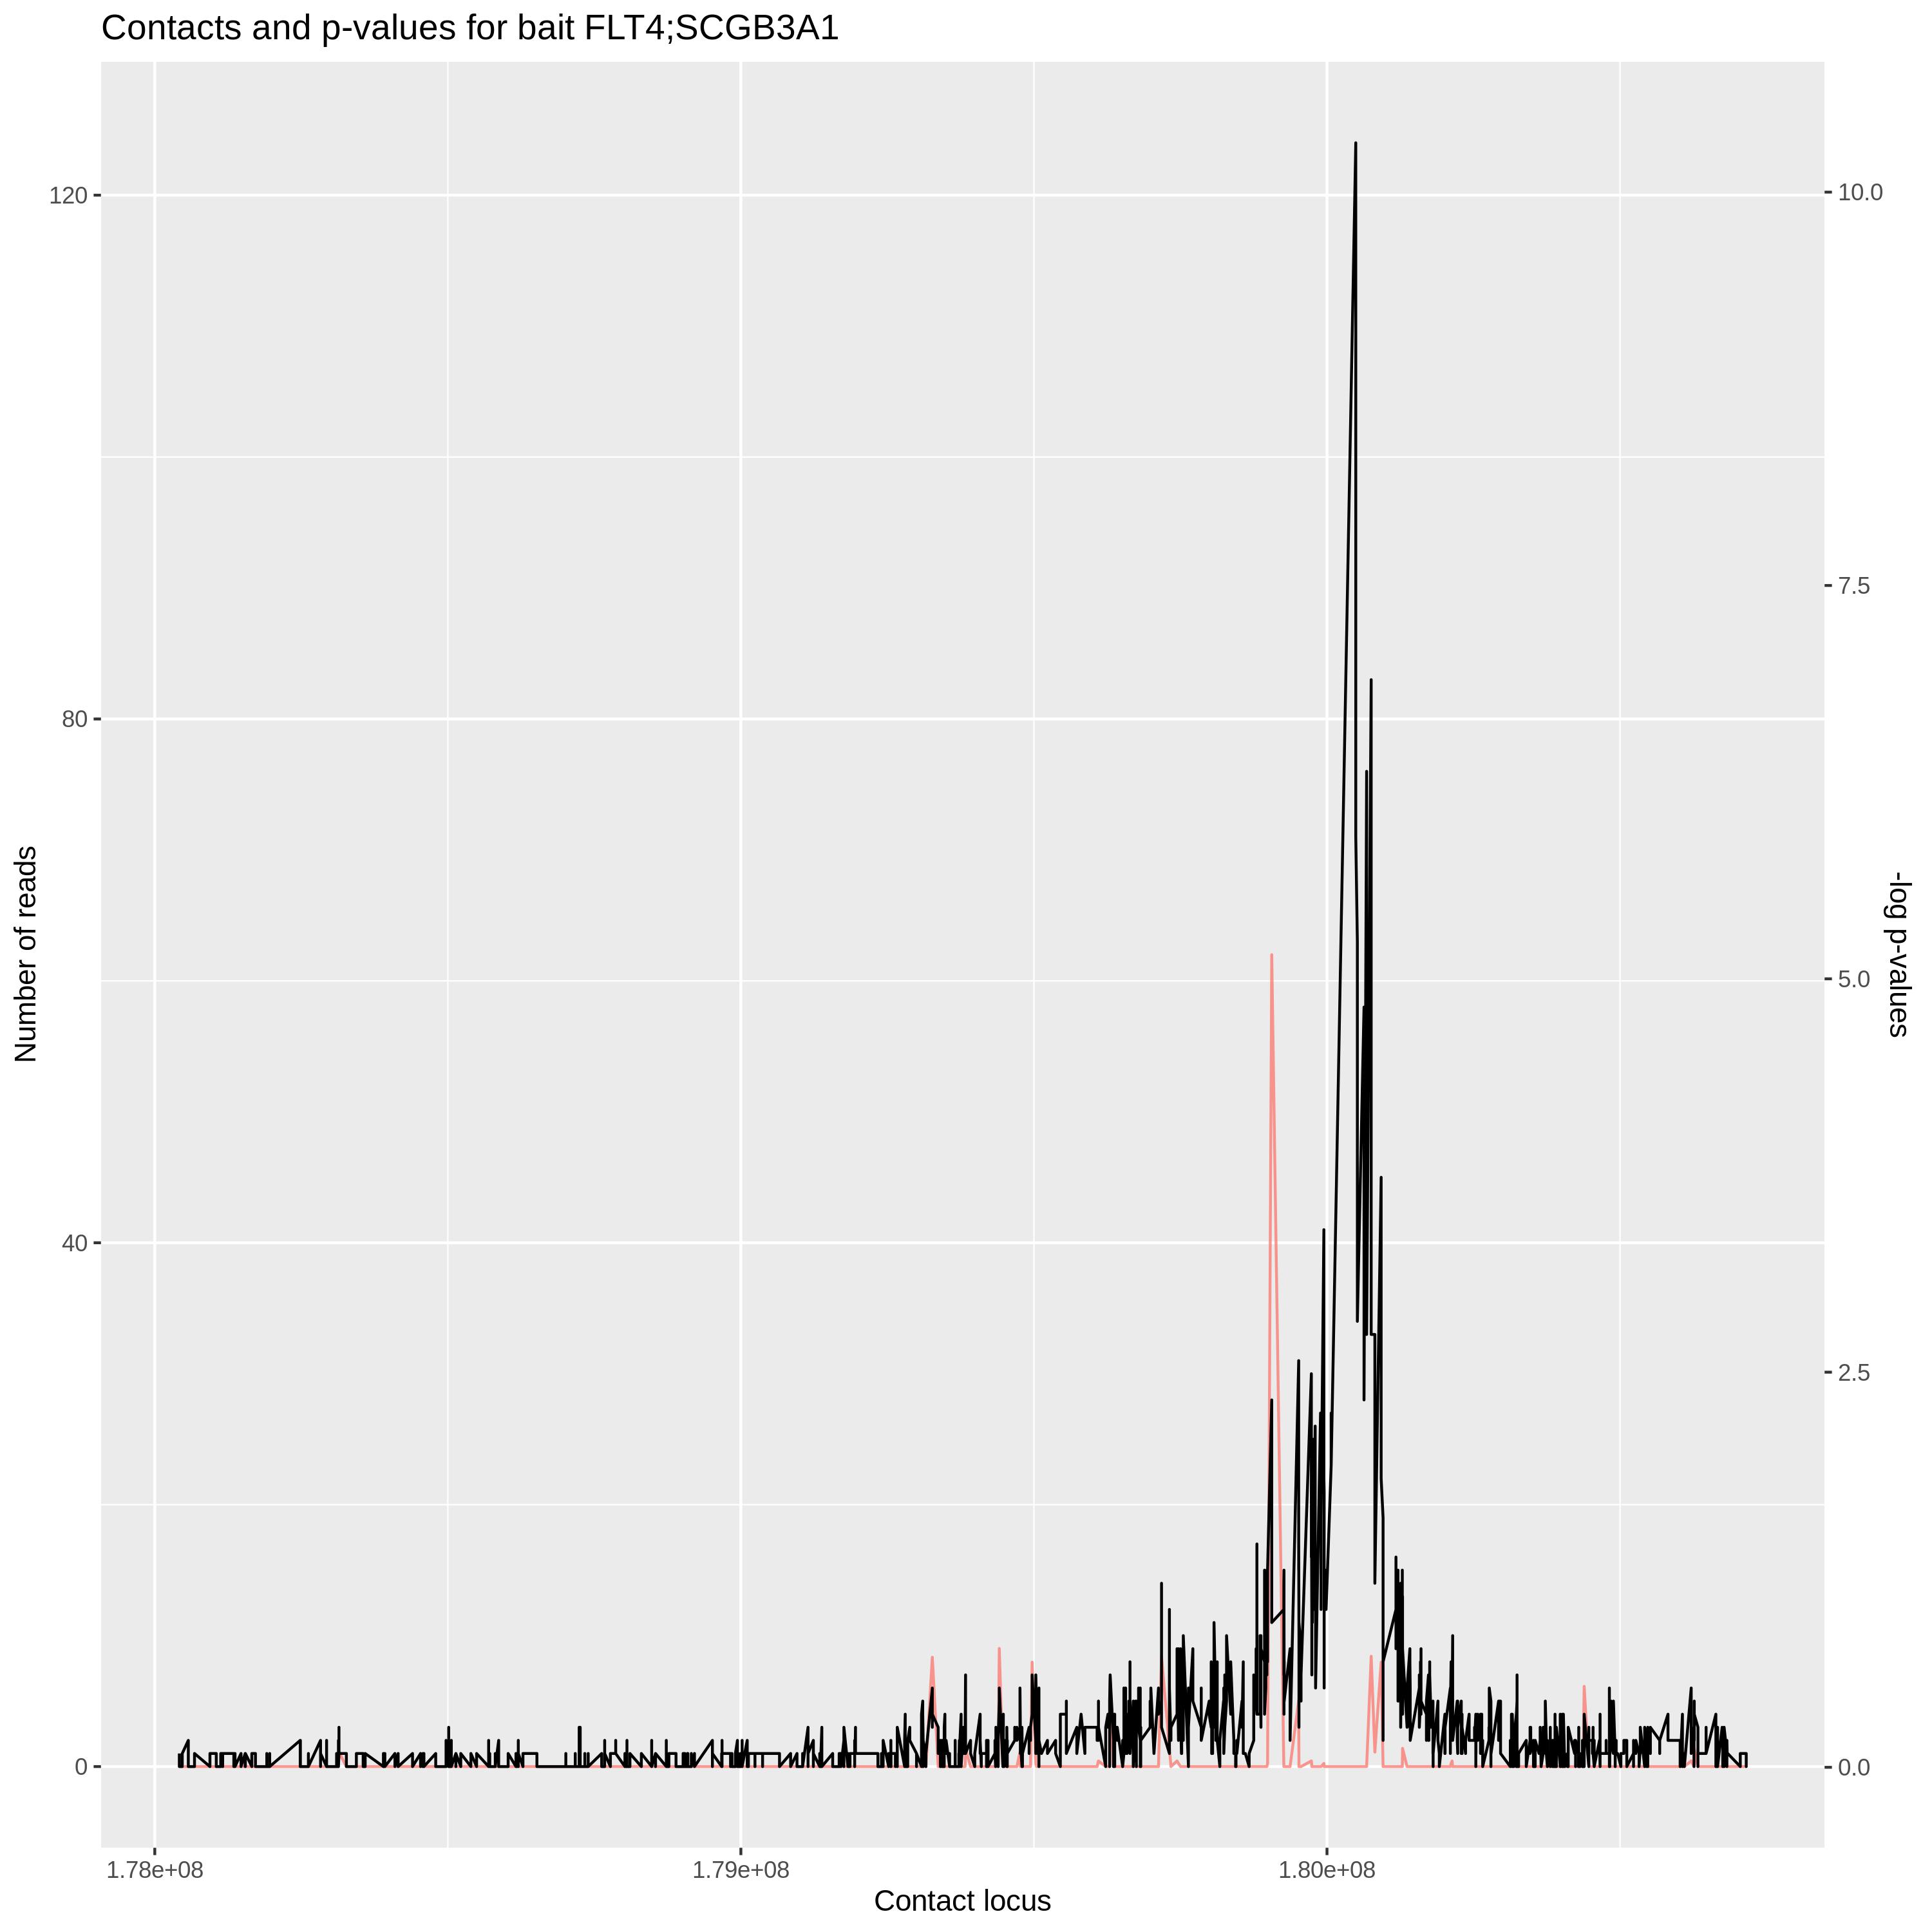 Contacts and p-values for bait FLT4;SCGB3A1
120
80
40
0
Number of reads
10.0
7.5
5.0
2.5
0.0
-log p-values
1.78e+08
1.79e+08
1.80e+08
Contact locus